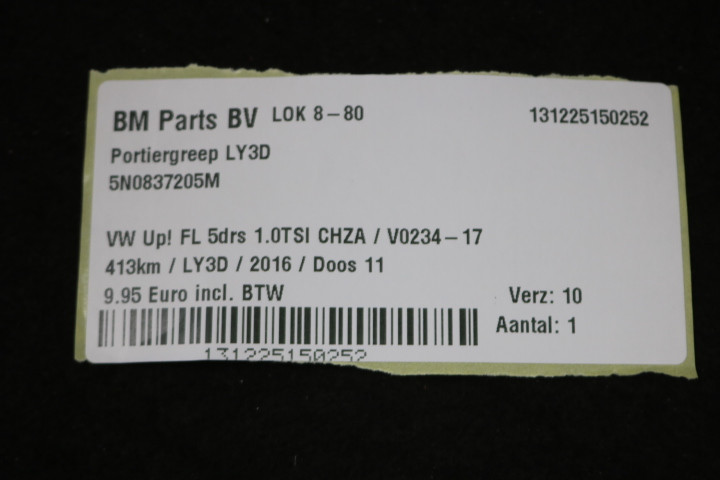 BM Parts BV LOK 8-80 131225150252
Portiergreep LY3D
5N0837205M
VW Up! FL 5drs 1.0TSI CHZA / V0234-17
413km / LY3D / 2016 / Doos 11
9.95 Euro incl. BTW Verz: 10
Aantal: 1
131225150252